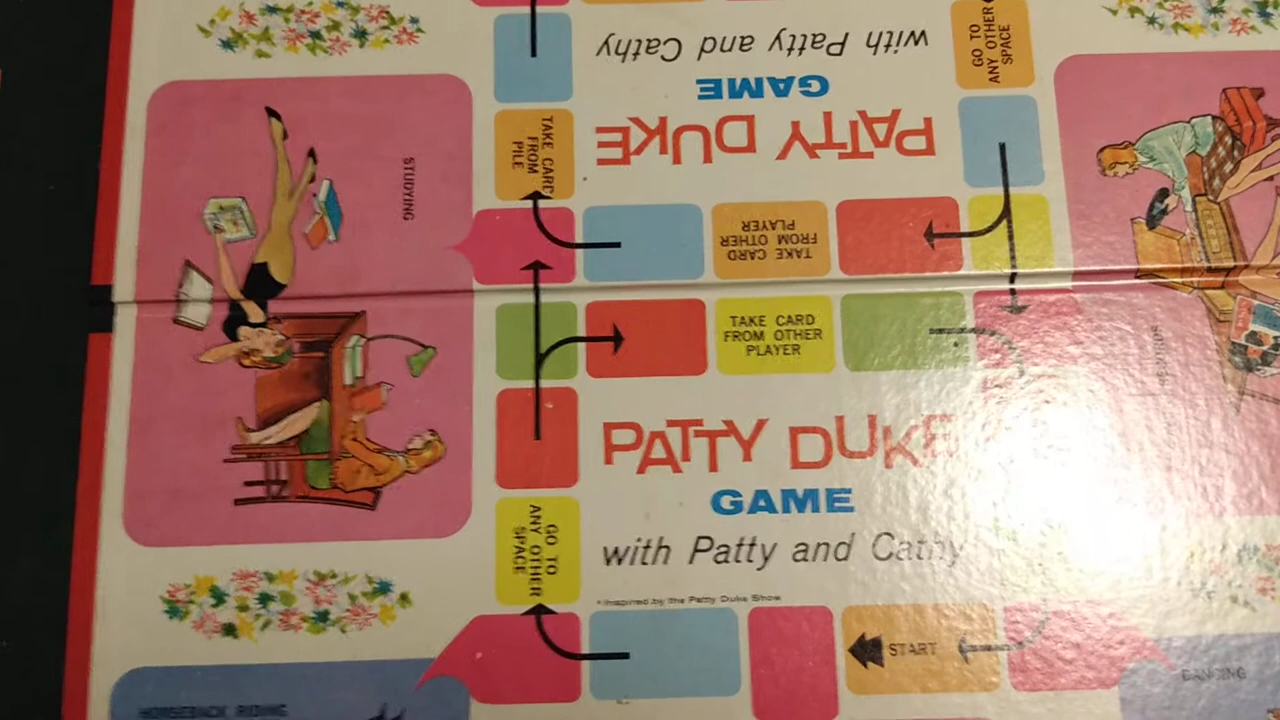 with Patty and Cathy
GAME
PATTY DUKE
GO TO
ANY OTHER
SPACE
TAKE CARD
FROM
PILE
STUDYING
TAKE CARD
FROM OTHER
PLAYER
TAKE CARD
FROM OTHER
PLAYER
RECORDS
PATTY DUKE
GAME
with Patty and Cathy
GO TO
ANY OTHER
SPACE
*Inspired by the Patty Duke Show
START
DANCING
HORSEBACK RIDING